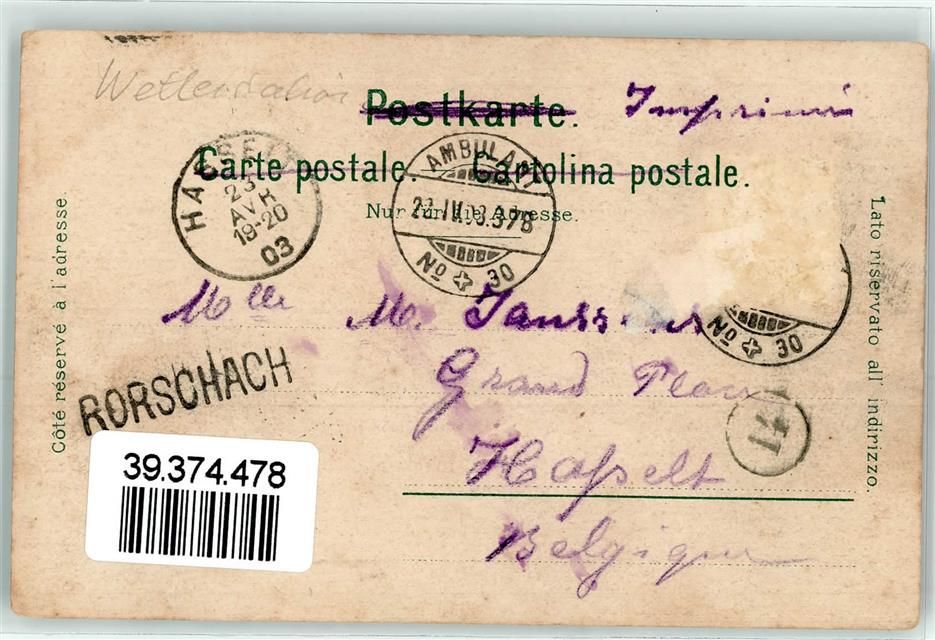 Postkarte. Imprimé
Carte postale. Cartolina postale.
Nur für die Adresse.
HASSELT
23
AVR
19-20
03
AMBULANT
No 30
No 30
Mlle M. Janssens
Grand Place
Hasselt
Belgique
RORSCHACH
Côté réservé à l'adresse
Lato riservato all' indirizzo.
39.374.478